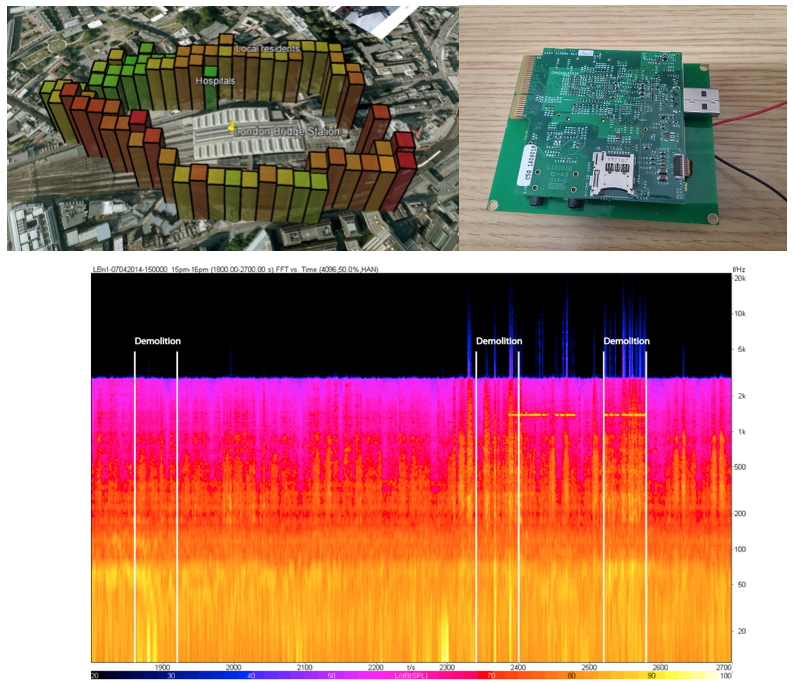 Local residents
Hospitals
London Bridge Station
LBn1-07042014-150000 15pm-16pm (1800.00-2700.00 s).FFT vs. Time (4096,50.0%,HAN)
f/Hz
20k
10k
5k
2k
1k
500
200
100
50
20
Demolition
Demolition
Demolition
1900
2000
2100
2200
t/s
2300
2400
2500
2600
2700
20
30
40
50
L/dB[SPL]
70
80
90
100